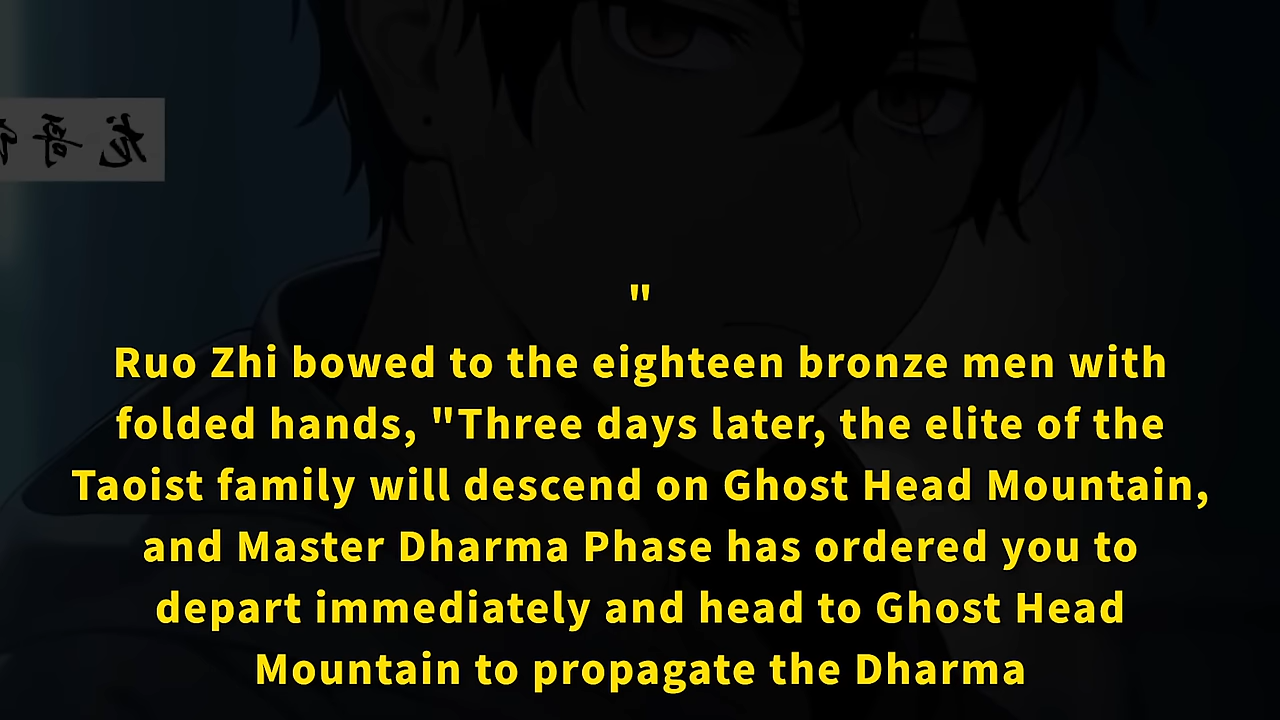 龙哥
"
Ruo Zhi bowed to the eighteen bronze men with
folded hands, "Three days later, the elite of the
Taoist family will descend on Ghost Head Mountain,
and Master Dharma Phase has ordered you to
depart immediately and head to Ghost Head
Mountain to propagate the Dharma